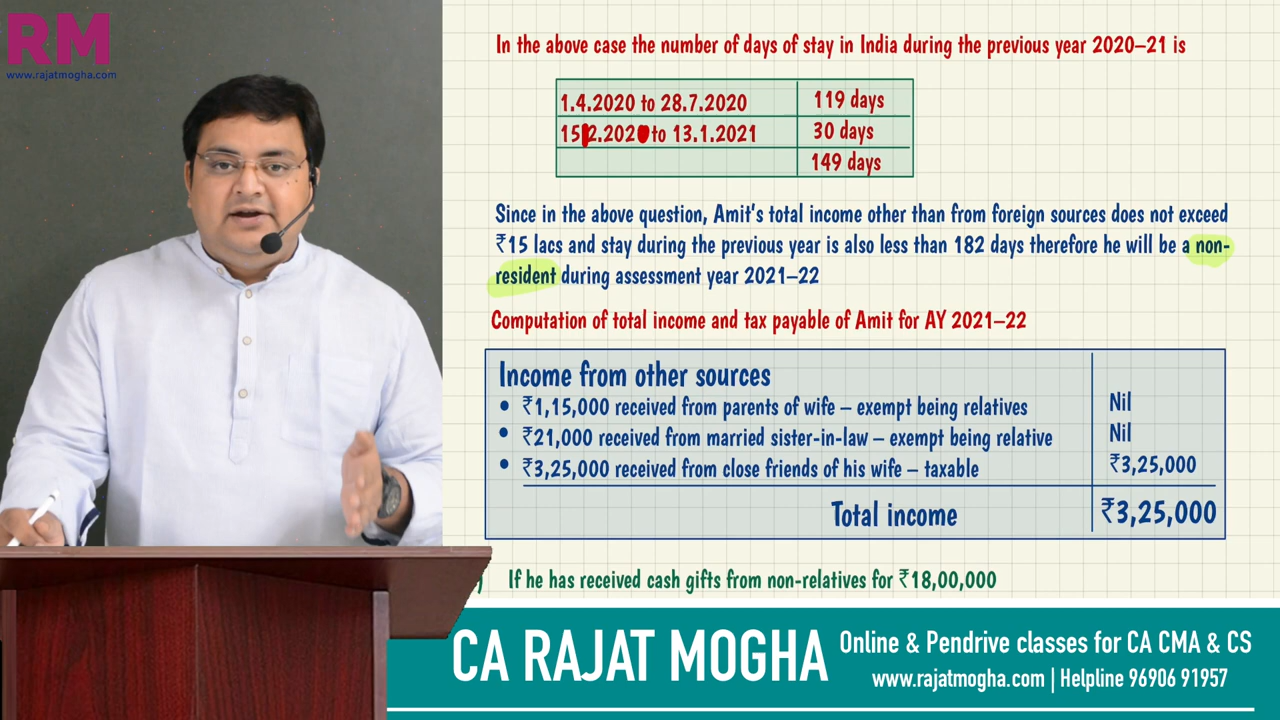 RM
www.rajatmogha.com
In the above case the number of days of stay in India during the previous year 2020–21 is
1.4.2020 to 28.7.2020 119 days
15 2.2020 to 13.1.2021 30 days
149 days
Since in the above question, Amit's total income other than from foreign sources does not exceed
₹15 lacs and stay during the previous year is also less than 182 days therefore he will be a non-
resident during assessment year 2021–22
Computation of total income and tax payable of Amit for AY 2021–22
Income from other sources
• ₹1,15,000 received from parents of wife – exempt being relatives Nil
• ₹21,000 received from married sister-in-law – exempt being relative Nil
• ₹3,25,000 received from close friends of his wife – taxable ₹3,25,000
Total income ₹3,25,000
If he has received cash gifts from non-relatives for ₹18,00,000
CA RAJAT MOGHA
Online & Pendrive classes for CA CMA & CS
www.rajatmogha.com | Helpline 96906 91957